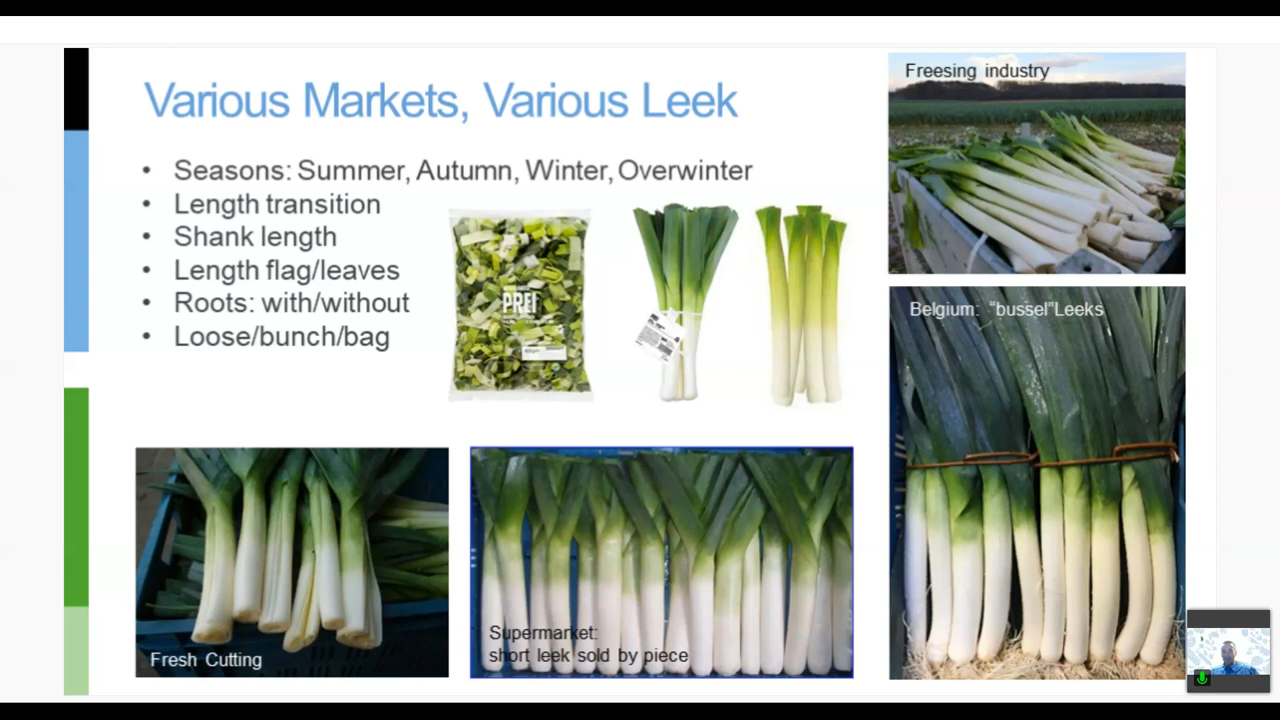 Various Markets, Various Leek
• Seasons: Summer, Autumn, Winter, Overwinter
• Length transition
• Shank length
• Length flag/leaves
• Roots: with/without
• Loose/bunch/bag
PREI
Freesing industry
Belgium: “bussel”Leeks
Fresh Cutting
Supermarket:
short leek sold by piece